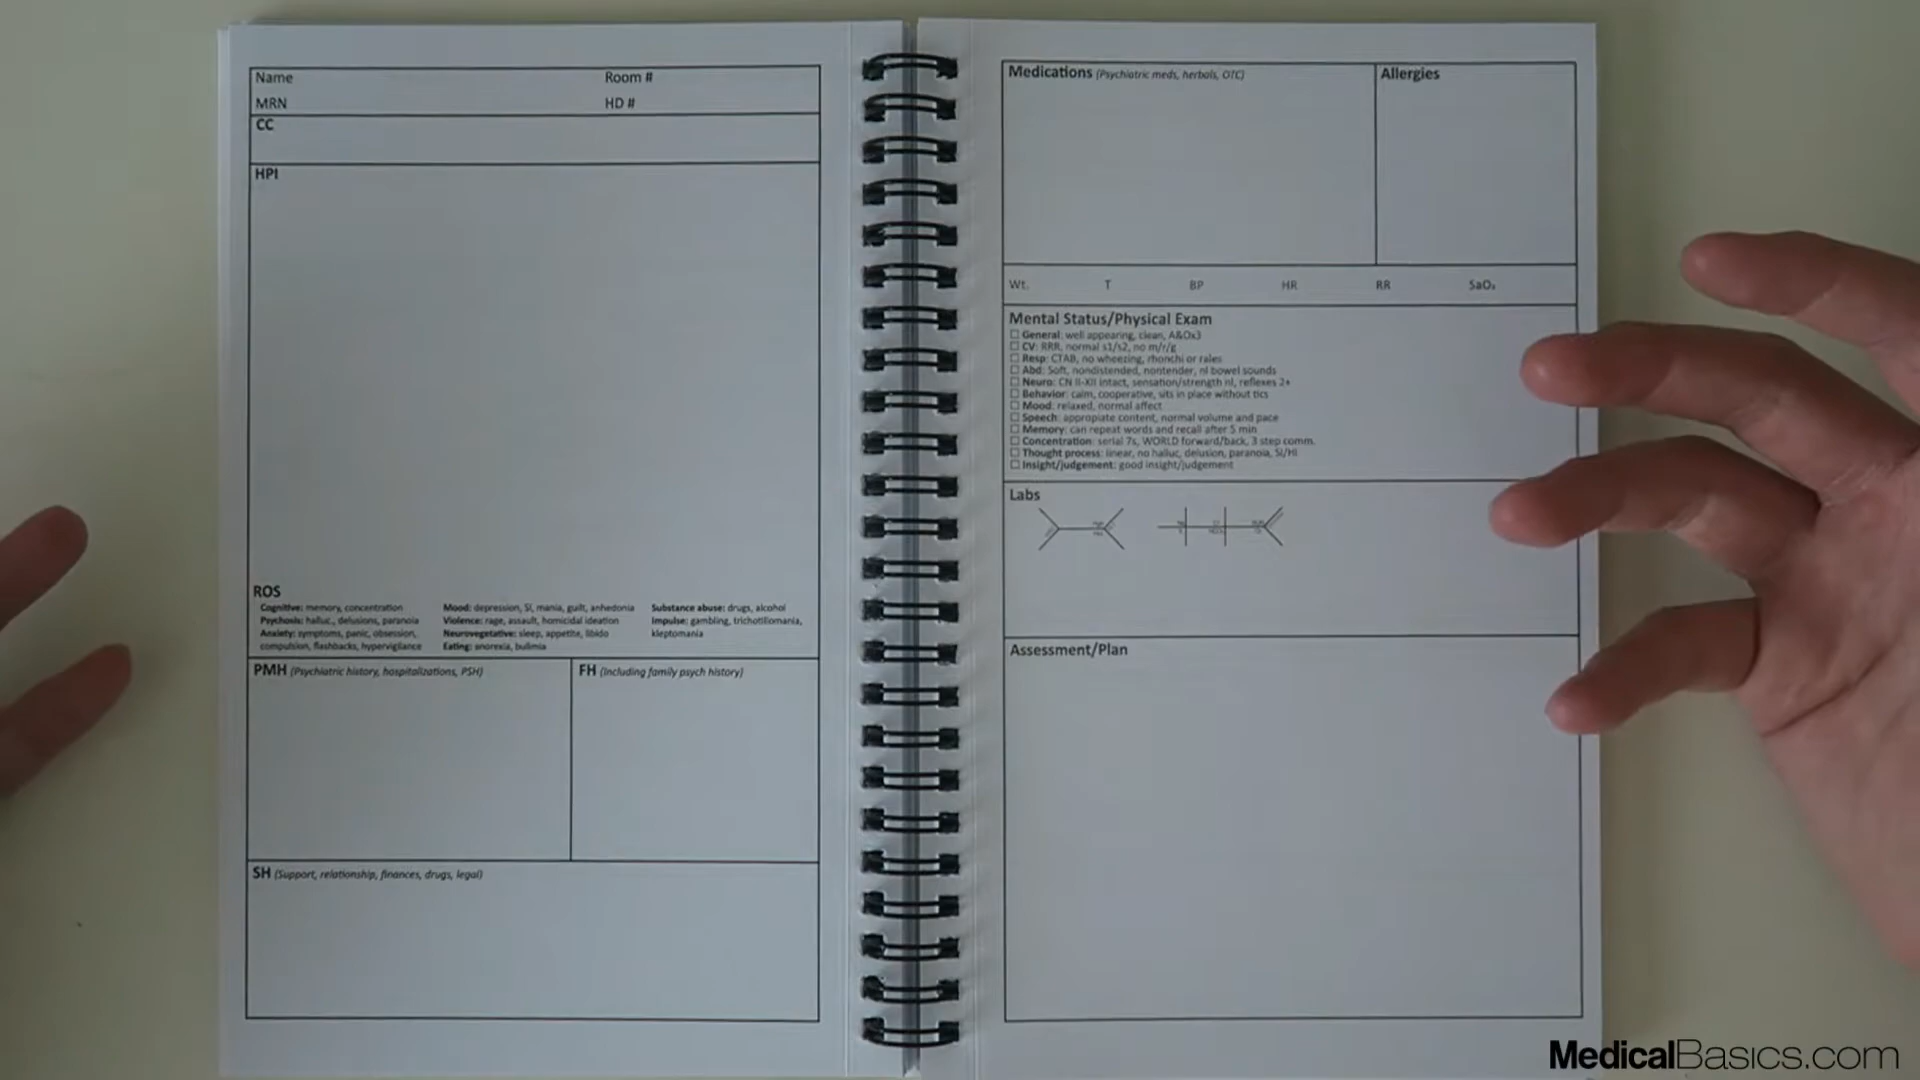 Name Room #
MRN HD #
CC
HPI
ROS
Cognitive: memory, concentration
Psychosis: halluc., delusions, paranoia
Anxiety: symptoms, panic, obsession,
compulsion, flashbacks, hypervigilance
Mood: depression, SI, mania, guilt, anhedonia
Violence: rage, assault, homicidal ideation
Neurovegetative: sleep, appetite, libido
Eating: anorexia, bulimia
Substance abuse: drugs, alcohol
Impulse: gambling, trichotillomania,
kleptomania
PMH (Psychiatric history, hospitalizations, PSH)
FH (Including family psych history)
SH (Support, relationship, finances, drugs, legal)
Medications (Psychiatric meds, herbals, OTC)
Allergies
Wt. T BP HR RR SaO₂
Mental Status/Physical Exam
General: well appearing, clean, A&Ox3
CV: RRR, normal s1/s2, no m/r/g
Resp: CTAB, no wheezing, rhonchi or rales
Abd: Soft, nondistended, nontender, nl bowel sounds
Neuro: CN II-XII intact, sensation/strength nl, reflexes 2+
Behavior: calm, cooperative, sits in place without tics
Mood: relaxed, normal affect
Speech: appropiate content, normal volume and pace
Memory: can repeat words and recall after 5 min
Concentration: serial 7s, WORLD forward/back, 3 step comm.
Thought process: linear, no halluc, delusion, paranoia, SI/HI
Insight/judgement: good insight/judgement
Labs
Assessment/Plan
MedicalBasics.com